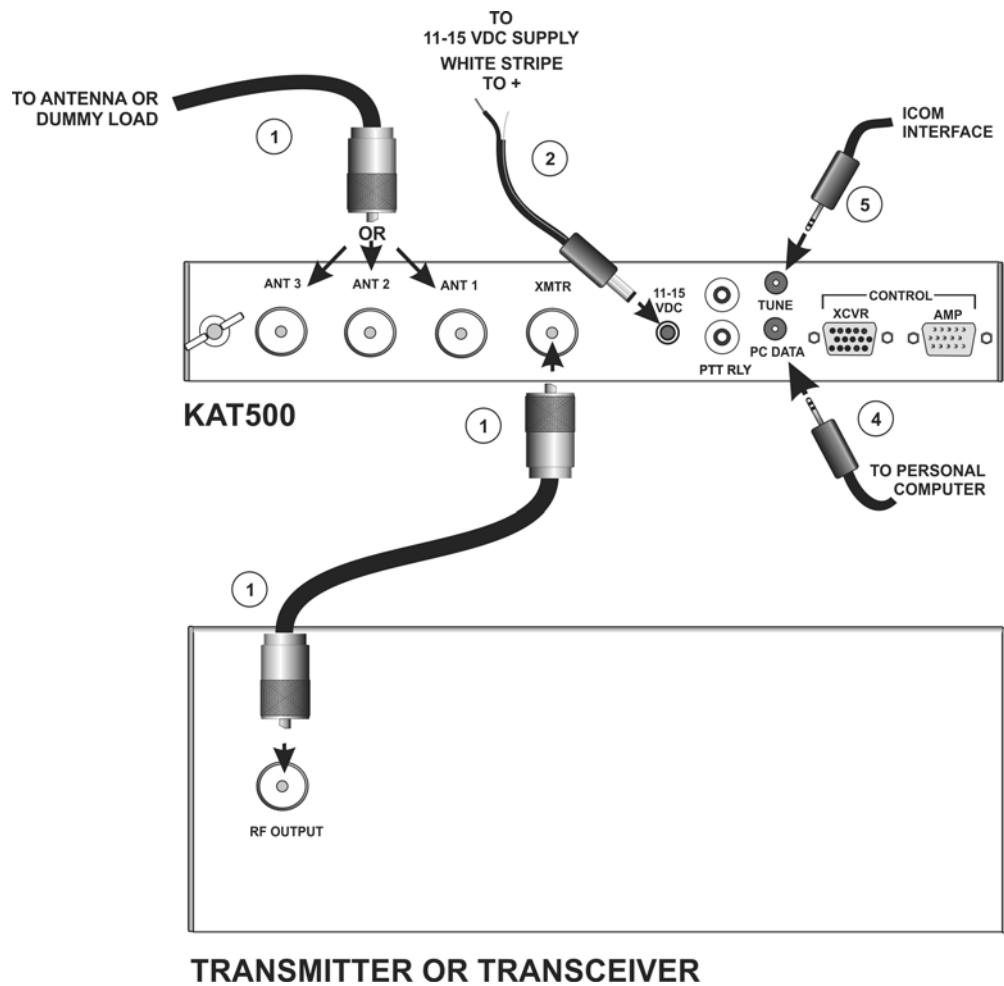 TO
11-15 VDC SUPPLY
WHITE STRIPE
TO +
TO ANTENNA OR
DUMMY LOAD
1
2
ICOM
INTERFACE
5
OR
ANT 3
ANT 2
ANT 1
XMTR
11-15
VDC
TUNE
PC DATA
PTT RLY
CONTROL
XCVR
AMP
KAT500
1
4
TO PERSONAL
COMPUTER
1
RF OUTPUT
TRANSMITTER OR TRANSCEIVER